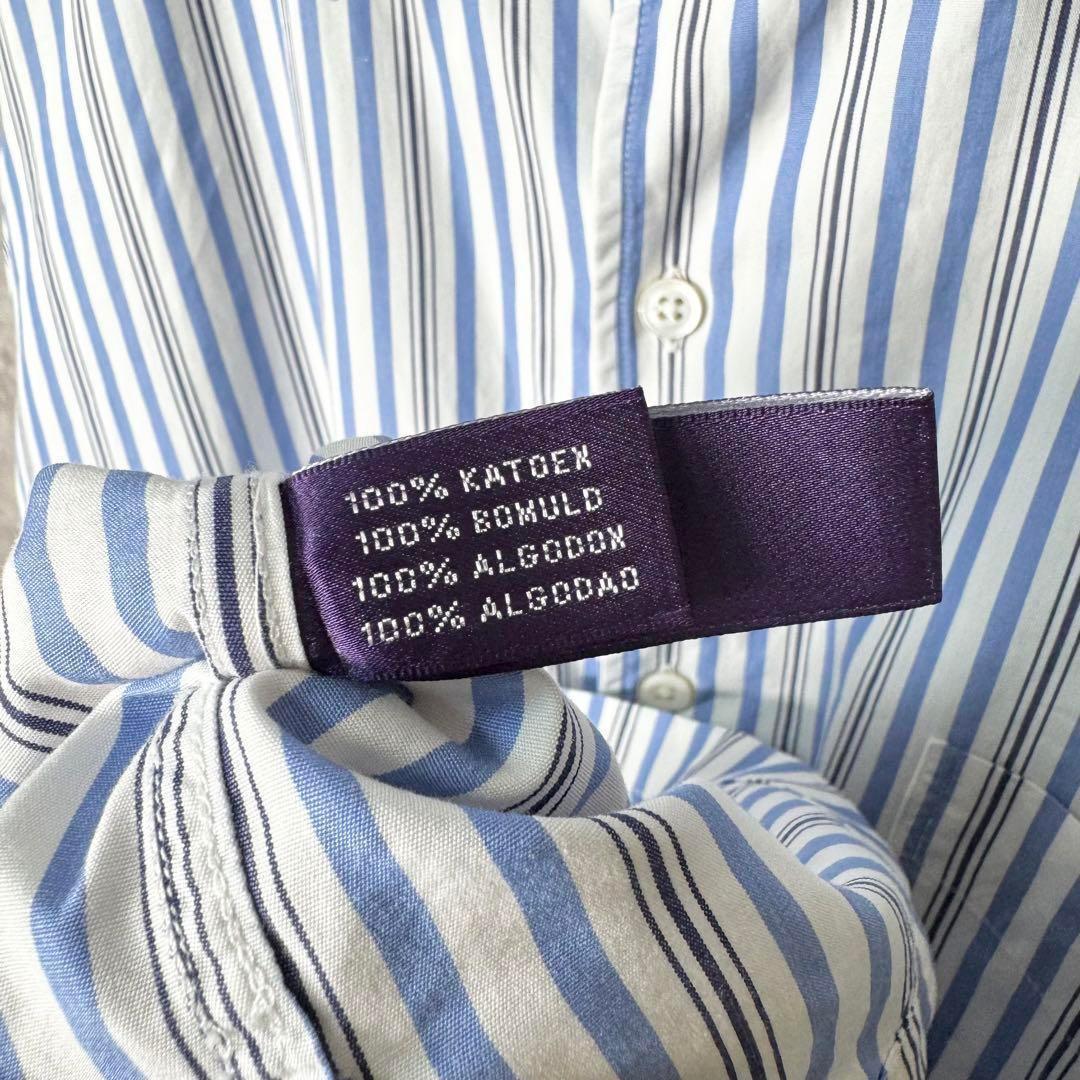 100% KATOEN
100% BOMULD
100% ALGODON
100% ALGODAO